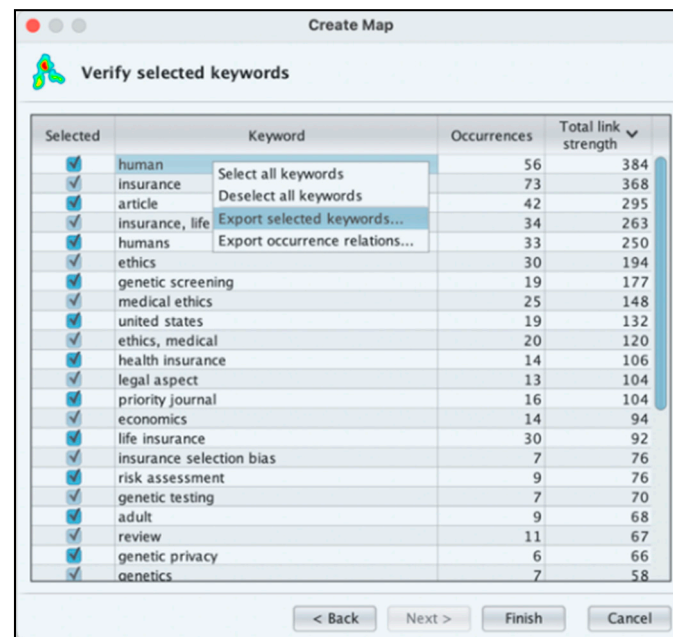 Create Map
Verify selected keywords
Selected Keyword Occurrences Total link strength
human 56 384
insurance 73 368
article 42 295
insurance, life 34 263
humans 33 250
ethics 30 194
genetic screening 19 177
medical ethics 25 148
united states 19 132
ethics, medical 20 120
health insurance 14 106
legal aspect 13 104
priority journal 16 104
economics 14 94
life insurance 30 92
insurance selection bias 7 76
risk assessment 9 76
genetic testing 7 70
adult 9 68
review 11 67
genetic privacy 6 66
genetics 7 58
Select all keywords
Deselect all keywords
Export selected keywords...
Export occurrence relations...
< Back Next > Finish Cancel